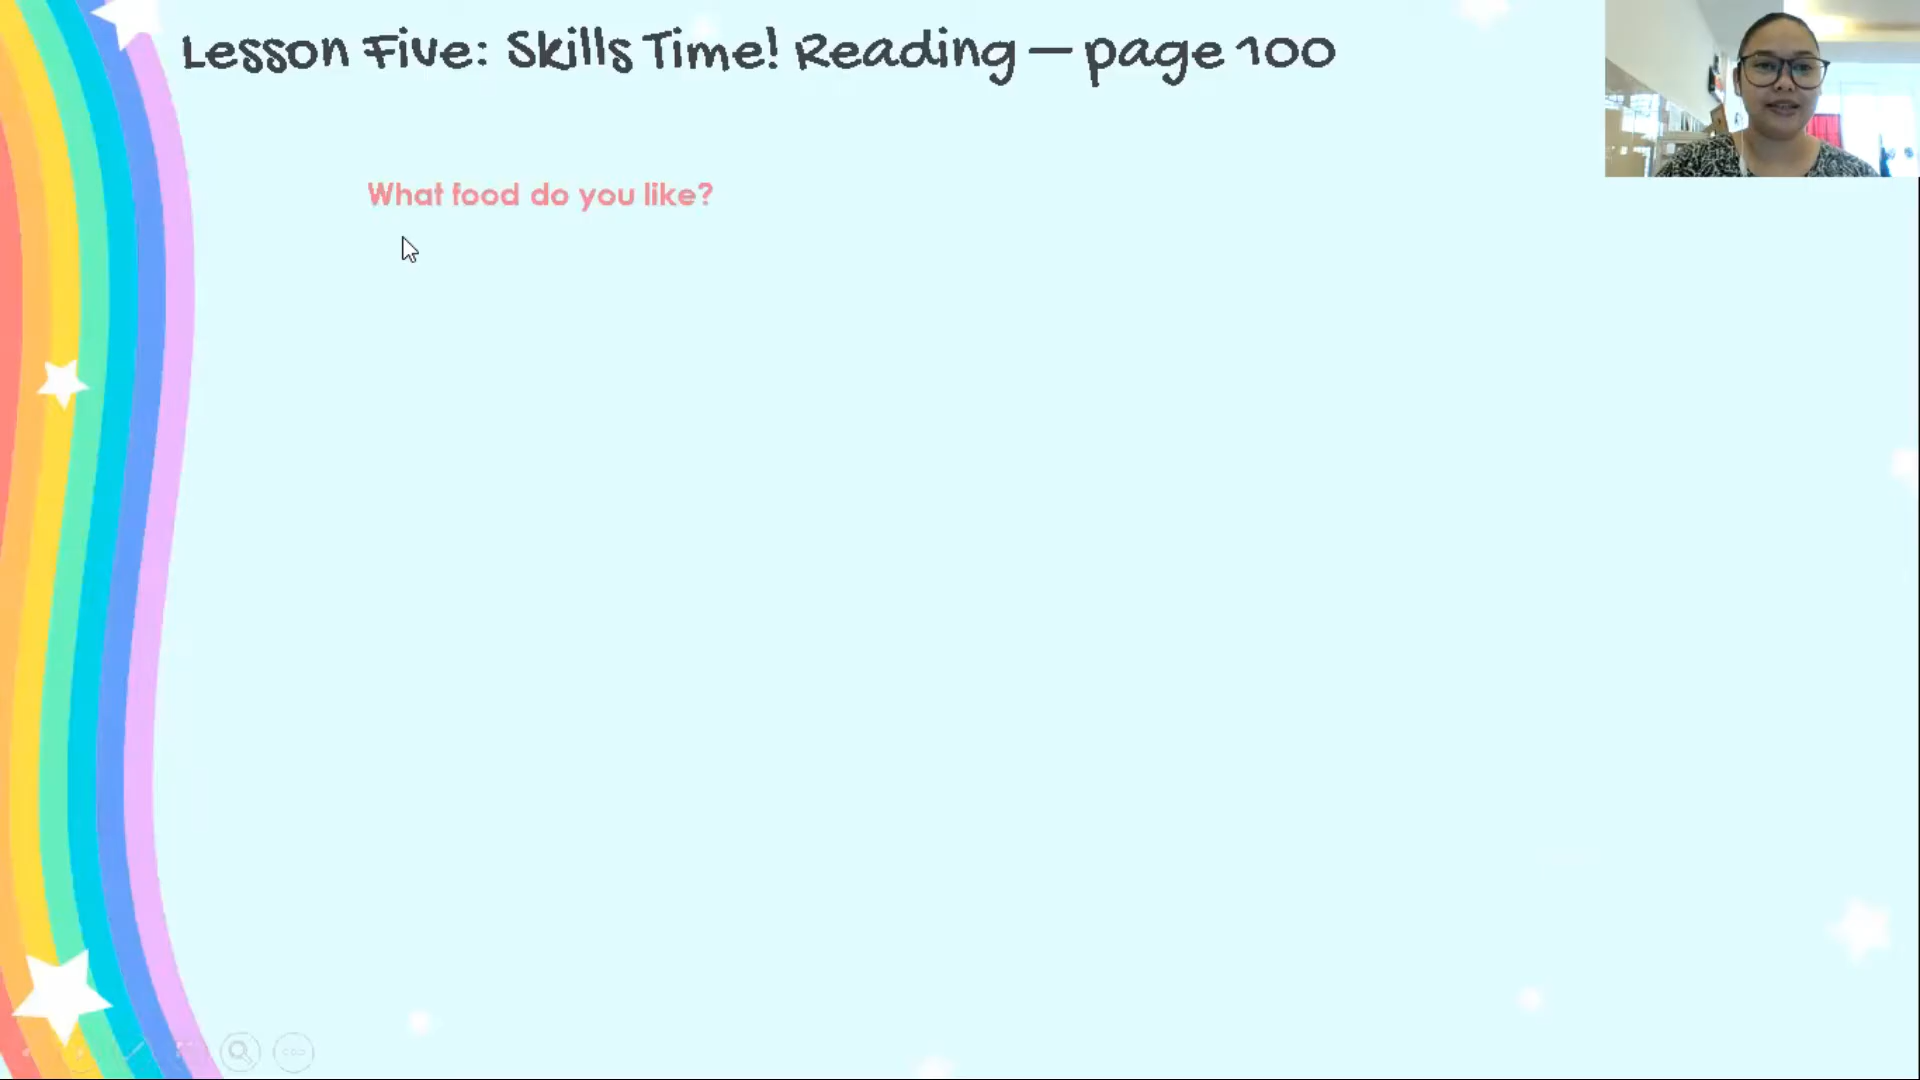 Lesson Five: Skills Time! Reading – page 100
What food do you like?